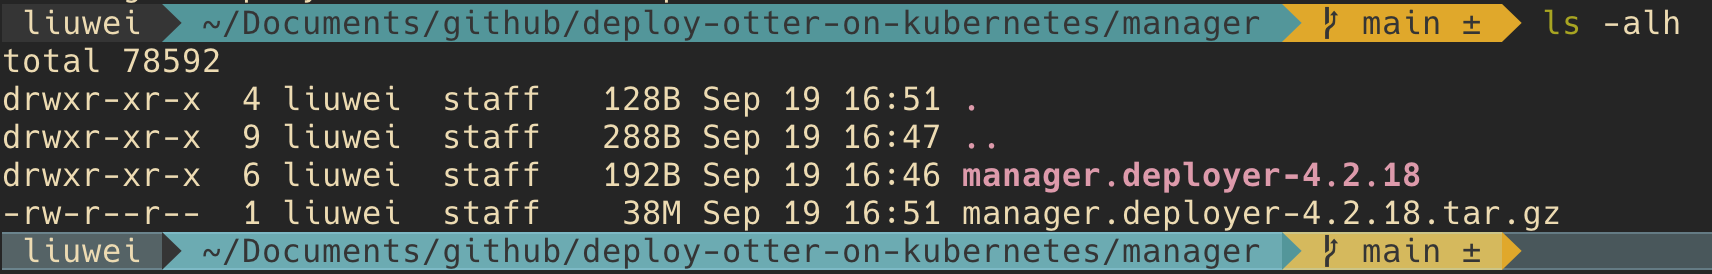 liuwei ~/Documents/github/deploy-otter-on-kubernetes/manager main ± ls -alh
total 78592
drwxr-xr-x  4 liuwei  staff   128B Sep 19 16:51 .
drwxr-xr-x  9 liuwei  staff   288B Sep 19 16:47 ..
drwxr-xr-x  6 liuwei  staff   192B Sep 19 16:46 manager.deployer-4.2.18
-rw-r--r--  1 liuwei  staff    38M Sep 19 16:51 manager.deployer-4.2.18.tar.gz
liuwei ~/Documents/github/deploy-otter-on-kubernetes/manager main ±